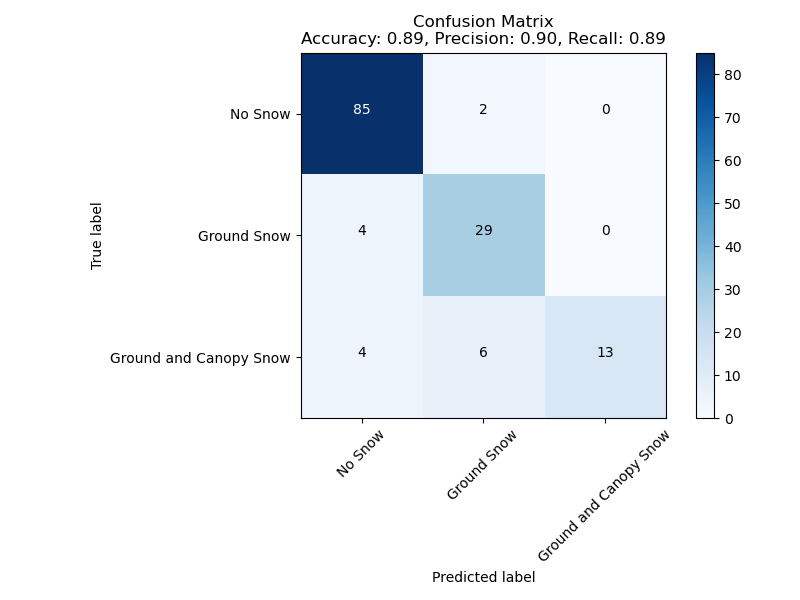 Confusion Matrix
Accuracy: 0.89, Precision: 0.90, Recall: 0.89
True label
No Snow
85
2
0
Ground Snow
4
29
0
Ground and Canopy Snow
4
6
13
No Snow
Ground Snow
Ground and Canopy Snow
Predicted label
80
70
60
50
40
30
20
10
0